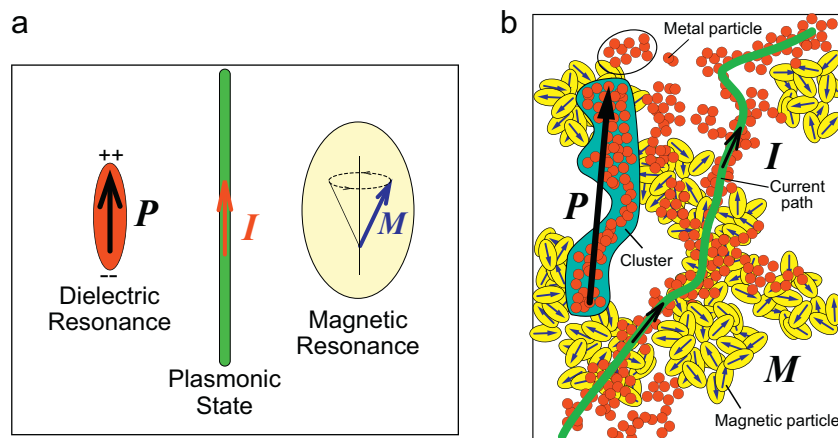 a
++
P
--
Dielectric
Resonance
I
Plasmonic
State
M
Magnetic
Resonance
b
Metal particle
I
Current
path
P
Cluster
M
Magnetic particle